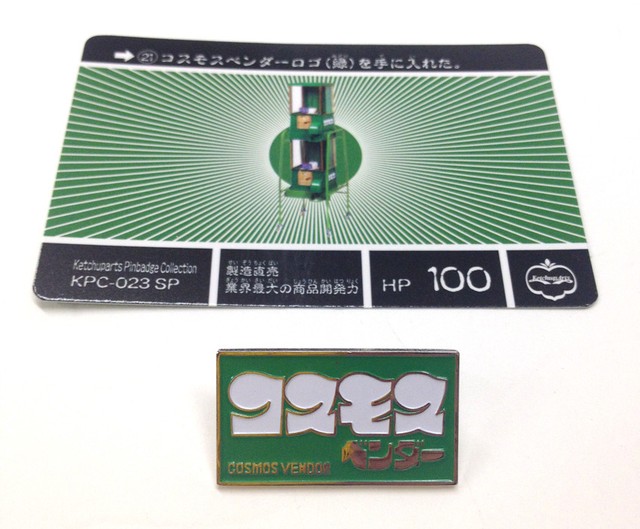 →㉑コスモスベンダーロゴ(緑)を手に入れた。
Ketchuparts Pinbadge Collection
KPC-023 SP
製造直売
業界最大の商品開発力
HP 100
Ketchup Arts
コスモス
ベンダー
COSMOS VENDOR